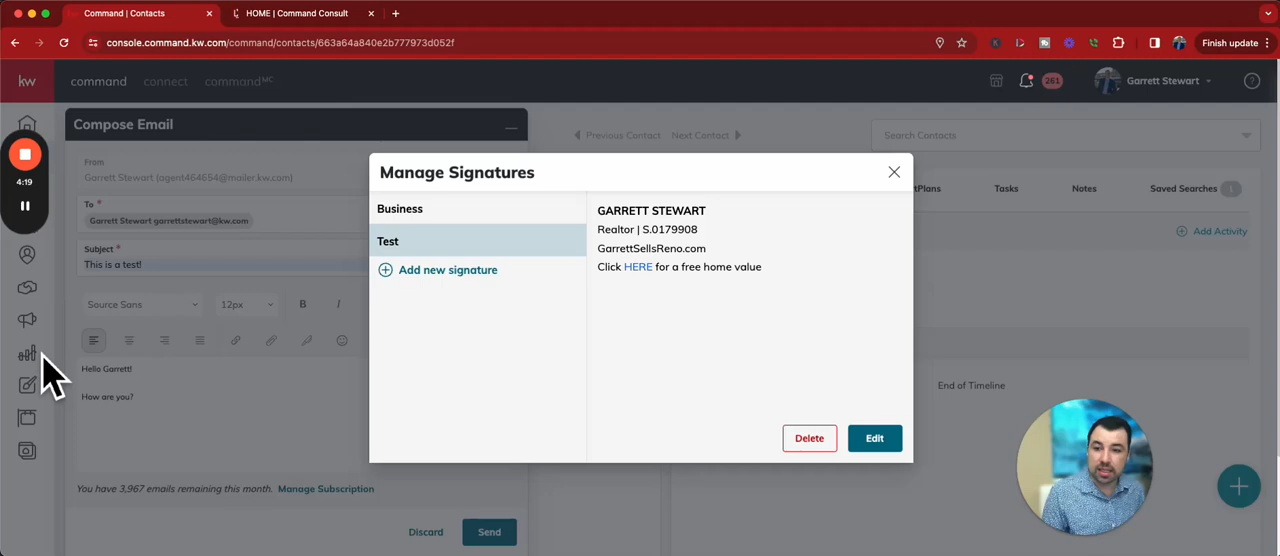 Command | Contacts
HOME | Command Consult
console.command.kw.com/command/contacts/663a64a840e2b777973d052f
Finish update
kw
command
connect
commandMC
261
Garrett Stewart
Compose Email
Previous Contact
Next Contact
Search Contacts
From
Garrett Stewart (agent464654@mailer.kw.com)
4:19
To *
Garrett Stewart garrettstewart@kw.com
Subject *
This is a test!
Source Sans
12px
B
I
Hello Garrett!
How are you?
You have 3,967 emails remaining this month. Manage Subscription
Discard
Send
Manage Signatures
Business
Test
Add new signature
GARRETT STEWART
Realtor | S.0179908
GarrettSellsReno.com
Click HERE for a free home value
Delete
Edit
tPlans
Tasks
Notes
Saved Searches
1
Add Activity
End of Timeline